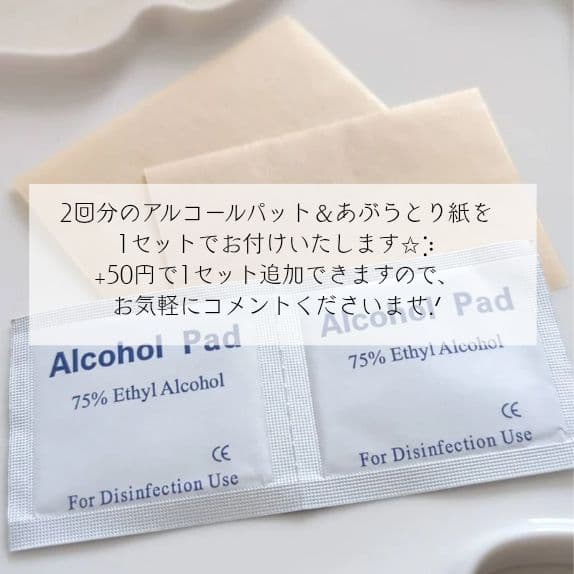 2回分のアルコールパット＆あぶらとり紙を
1セットでお付けいたします☆彡
+50円で1セット追加できますので、
お気軽にコメントくださいませ！
Alcohol Pad
75% Ethyl Alcohol
CE
For Disinfection Use
Alcohol Pad
75% Ethyl Alcohol
CE
For Disinfection Use